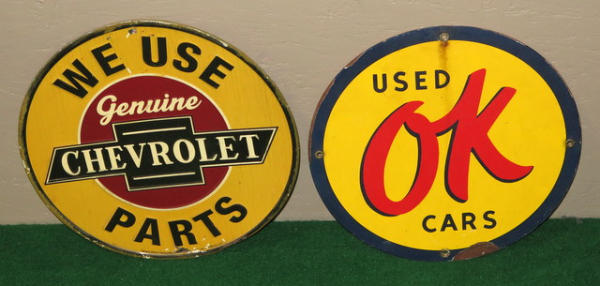 WE USE
Genuine
CHEVROLET
PARTS
USED
OK
CARS